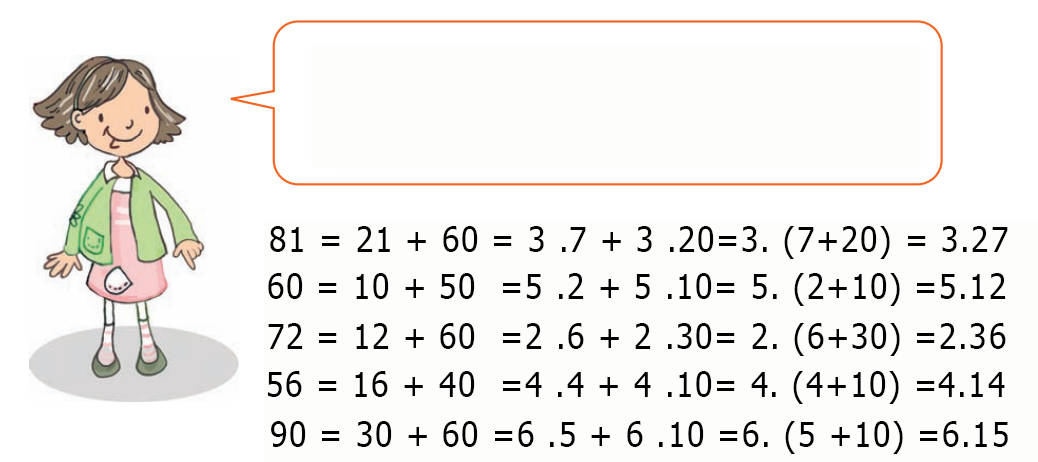 81 = 21 + 60 = 3 .7 + 3 .20=3. (7+20) = 3.27
60 = 10 + 50 =5 .2 + 5 .10= 5. (2+10) =5.12
72 = 12 + 60 =2 .6 + 2 .30= 2. (6+30) =2.36
56 = 16 + 40 =4 .4 + 4 .10= 4. (4+10) =4.14
90 = 30 + 60 =6 .5 + 6 .10 =6. (5 +10) =6.15